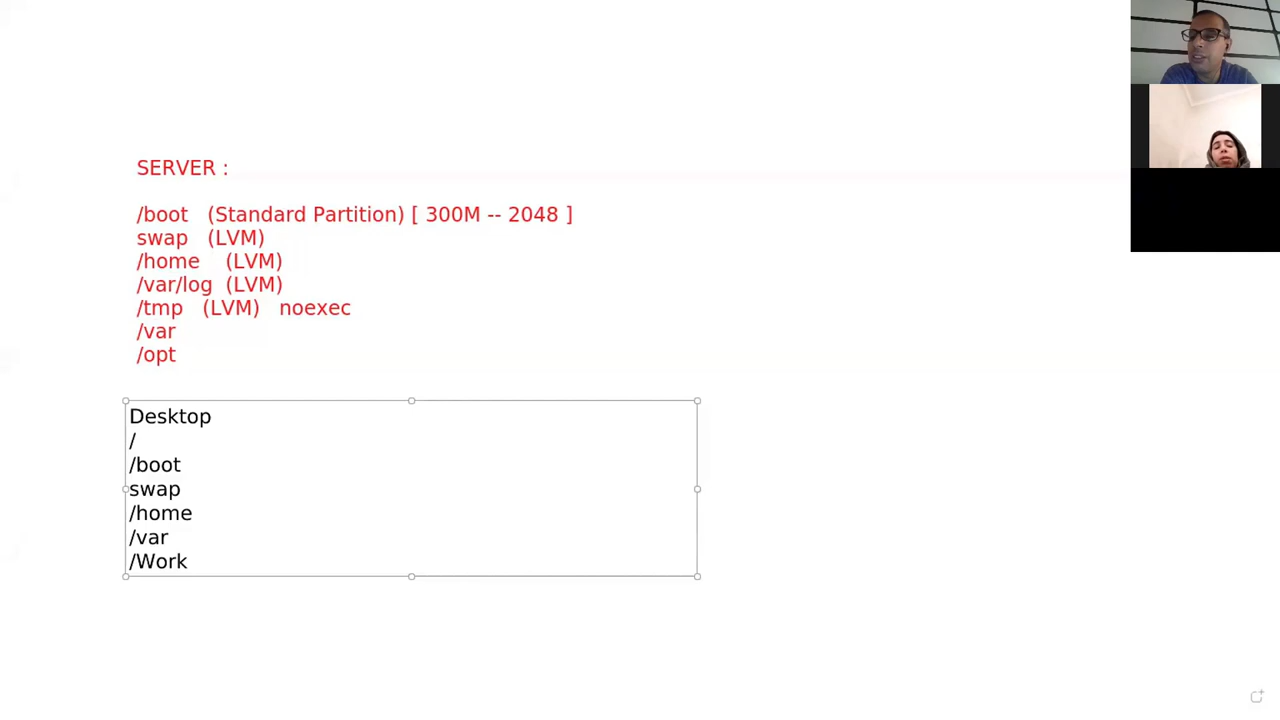 SERVER :
/boot (Standard Partition) [ 300M -- 2048 ]
swap (LVM)
/home (LVM)
/var/log (LVM)
/tmp (LVM) noexec
/var
/opt
Desktop
/
/boot
swap
/home
/var
/Work